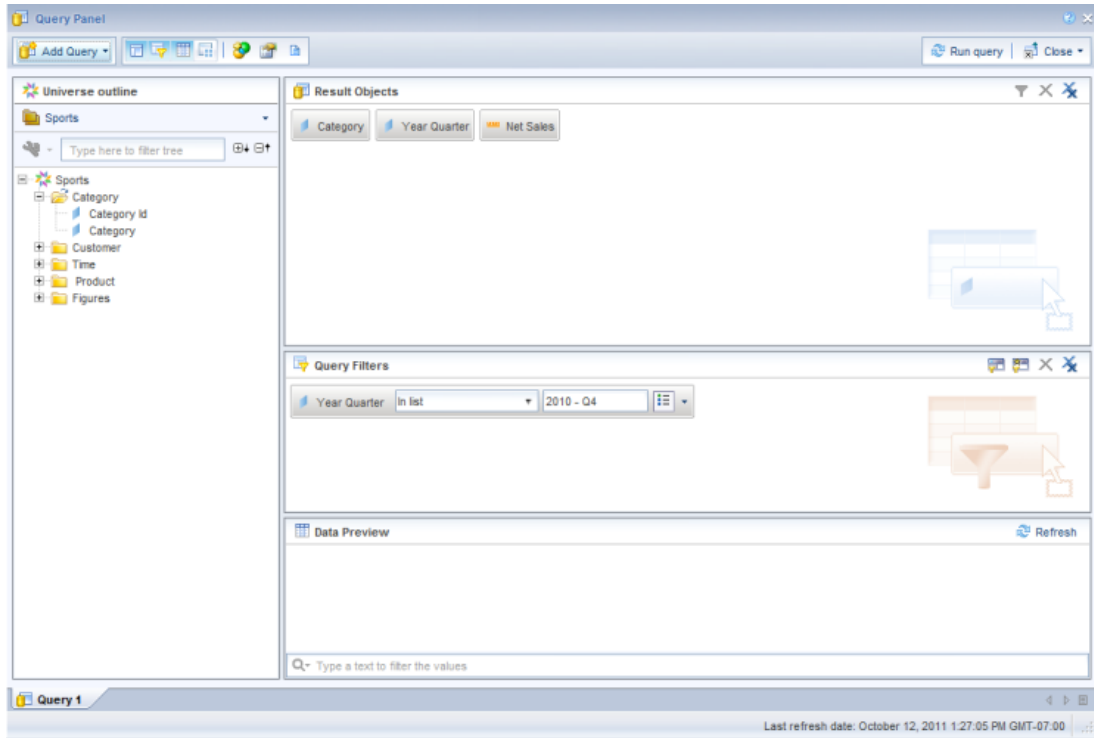 Query Panel
Add Query
Run query
Close
Universe outline
Sports
Type here to filter tree
Sports
Category
Category Id
Category
Customer
Time
Product
Figures
Result Objects
Category
Year Quarter
Net Sales
Query Filters
Year Quarter In list 2010 - Q4
Data Preview
Refresh
Type a text to filter the values
Query 1
Last refresh date: October 12, 2011 1:27:05 PM GMT-07:00